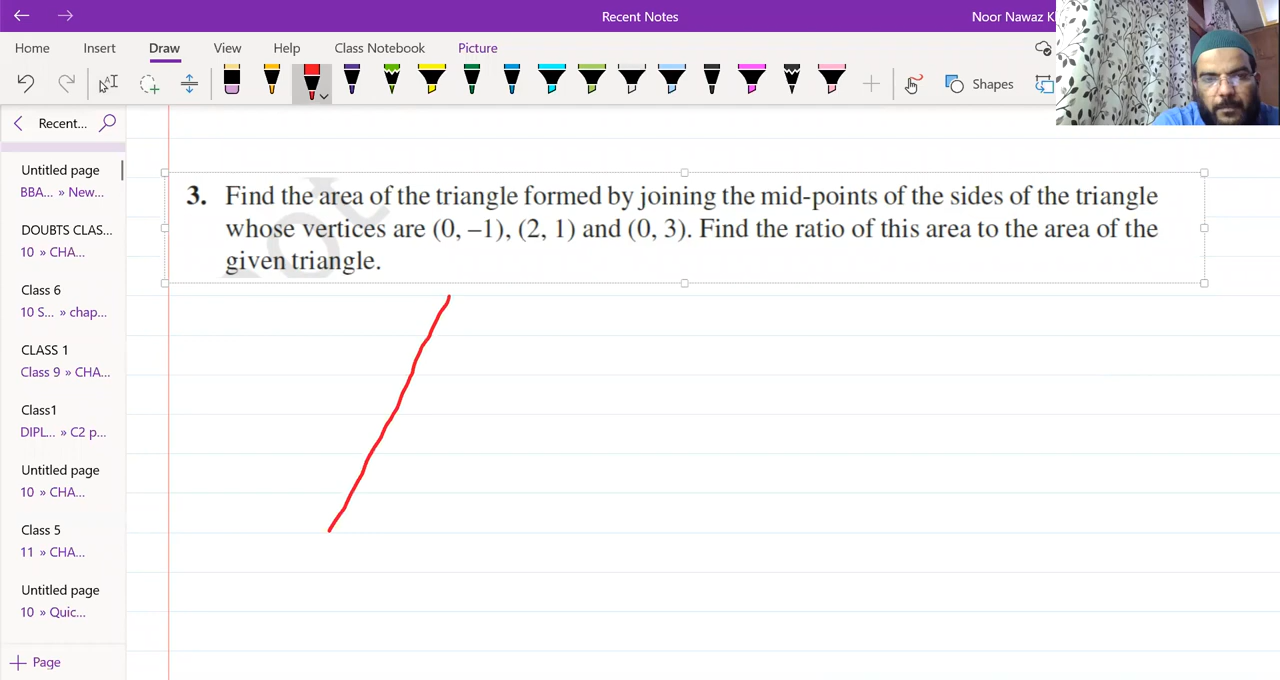 Recent Notes
Noor Nawaz K
Home Insert Draw View Help Class Notebook Picture
Shapes
Recent...
Untitled page
BBA... » New...
DOUBTS CLAS...
10 » CHA...
Class 6
10 S... » chap...
CLASS 1
Class 9 » CHA...
Class1
DIPL... » C2 p...
Untitled page
10 » CHA...
Class 5
11 » CHA...
Untitled page
10 » Quic...
+ Page
3. Find the area of the triangle formed by joining the mid-points of the sides of the triangle
whose vertices are (0, –1), (2, 1) and (0, 3). Find the ratio of this area to the area of the
given triangle.